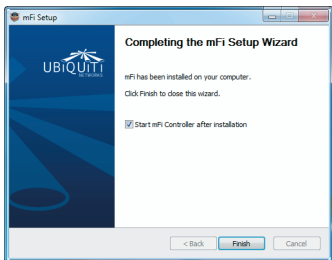 mFi Setup
Completing the mFi Setup Wizard
UBIQUITI
NETWORKS
mFi has been installed on your computer.
Click Finish to close this wizard.
Start mFi Controller after installation
< Back
Finish
Cancel